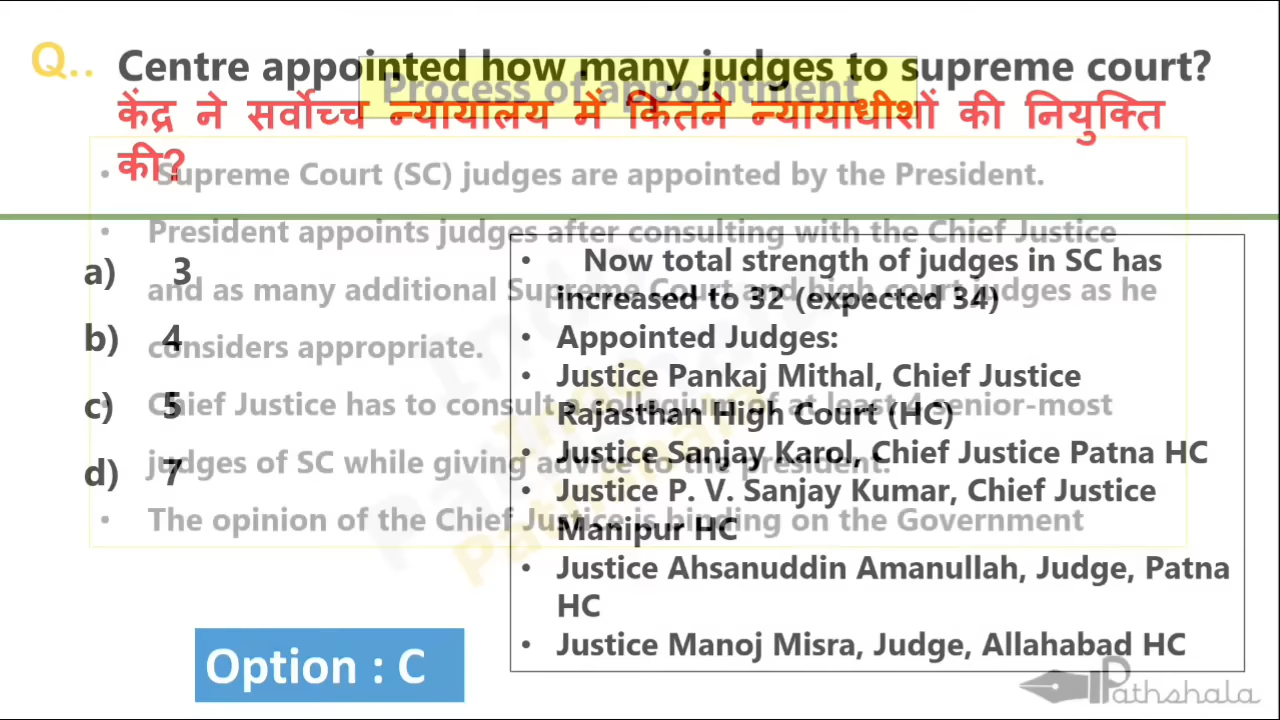 Q.. Centre appointed how many judges to supreme court?
केंद्र ने सर्वोच्च न्यायालय में कितने न्यायाधीशों की नियुक्ति
की?
a) 3
b) 4
c) 5
d) 7
• Now total strength of judges in SC has
increased to 32 (expected 34)
• Appointed Judges:
• Justice Pankaj Mithal, Chief Justice
Rajasthan High Court (HC)
• Justice Sanjay Karol, Chief Justice Patna HC
• Justice P. V. Sanjay Kumar, Chief Justice
Manipur HC
• Justice Ahsanuddin Amanullah, Judge, Patna
HC
• Justice Manoj Misra, Judge, Allahabad HC
Option : C
Process of appointment
• Supreme Court (SC) judges are appointed by the President.
• President appoints judges after consulting with the Chief Justice
and as many additional Supreme Court and high court judges as he
considers appropriate.
• Chief Justice has to consult a collegium of at least 4 senior-most
judges of SC while giving advice to the president.
• The opinion of the Chief Justice is binding on the Government
Pathshala